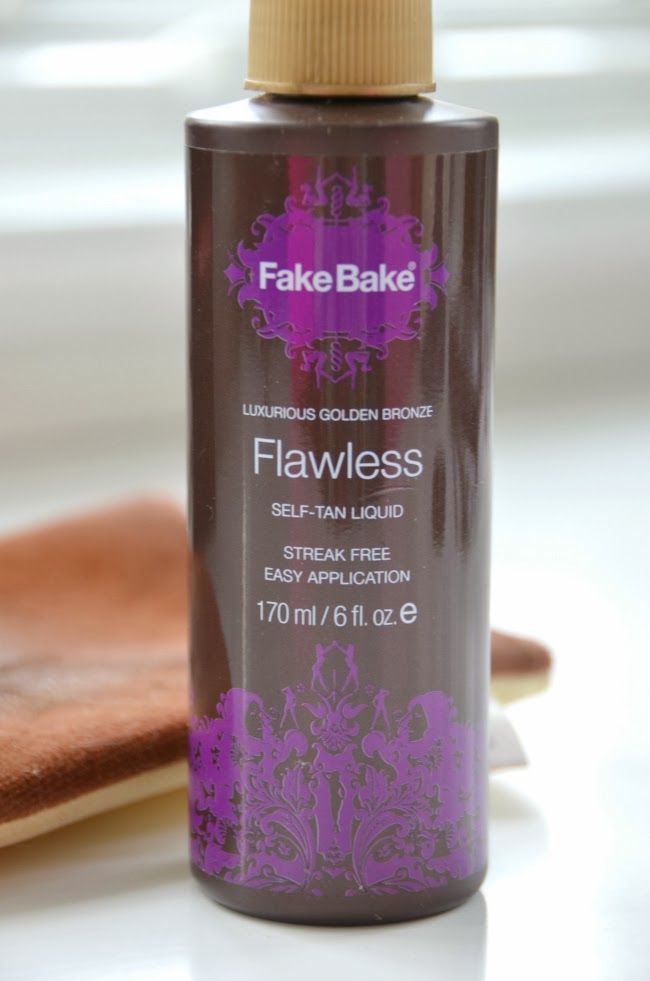 FakeBake®
LUXURIOUS GOLDEN BRONZE
Flawless
SELF-TAN LIQUID
STREAK FREE
EASY APPLICATION
170 ml / 6 fl. oz. ℮